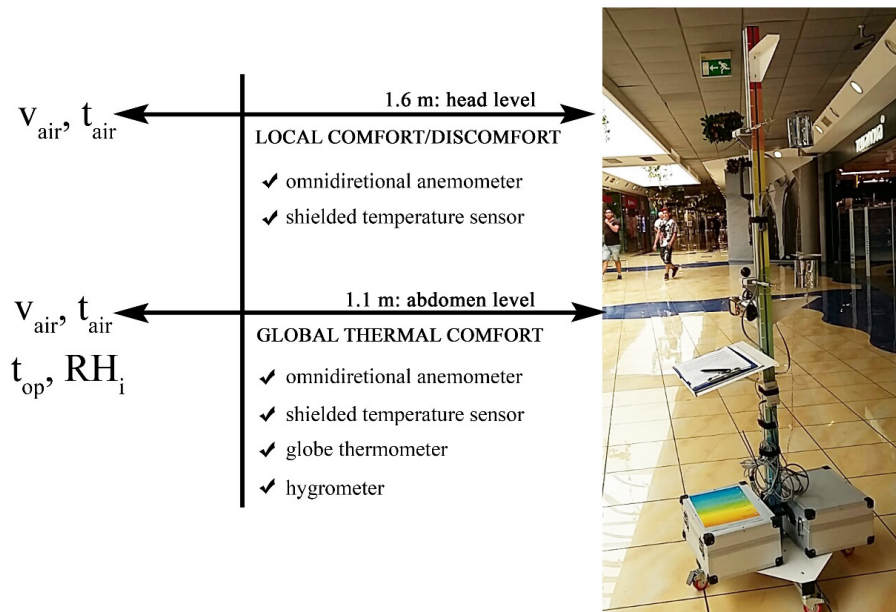 1.6 m: head level
v_air, t_air
LOCAL COMFORT/DISCOMFORT
✓ omnidiretional anemometer
✓ shielded temperature sensor
1.1 m: abdomen level
v_air, t_air
GLOBAL THERMAL COMFORT
t_op, RH_i
✓ omnidiretional anemometer
✓ shielded temperature sensor
✓ globe thermometer
✓ hygrometer